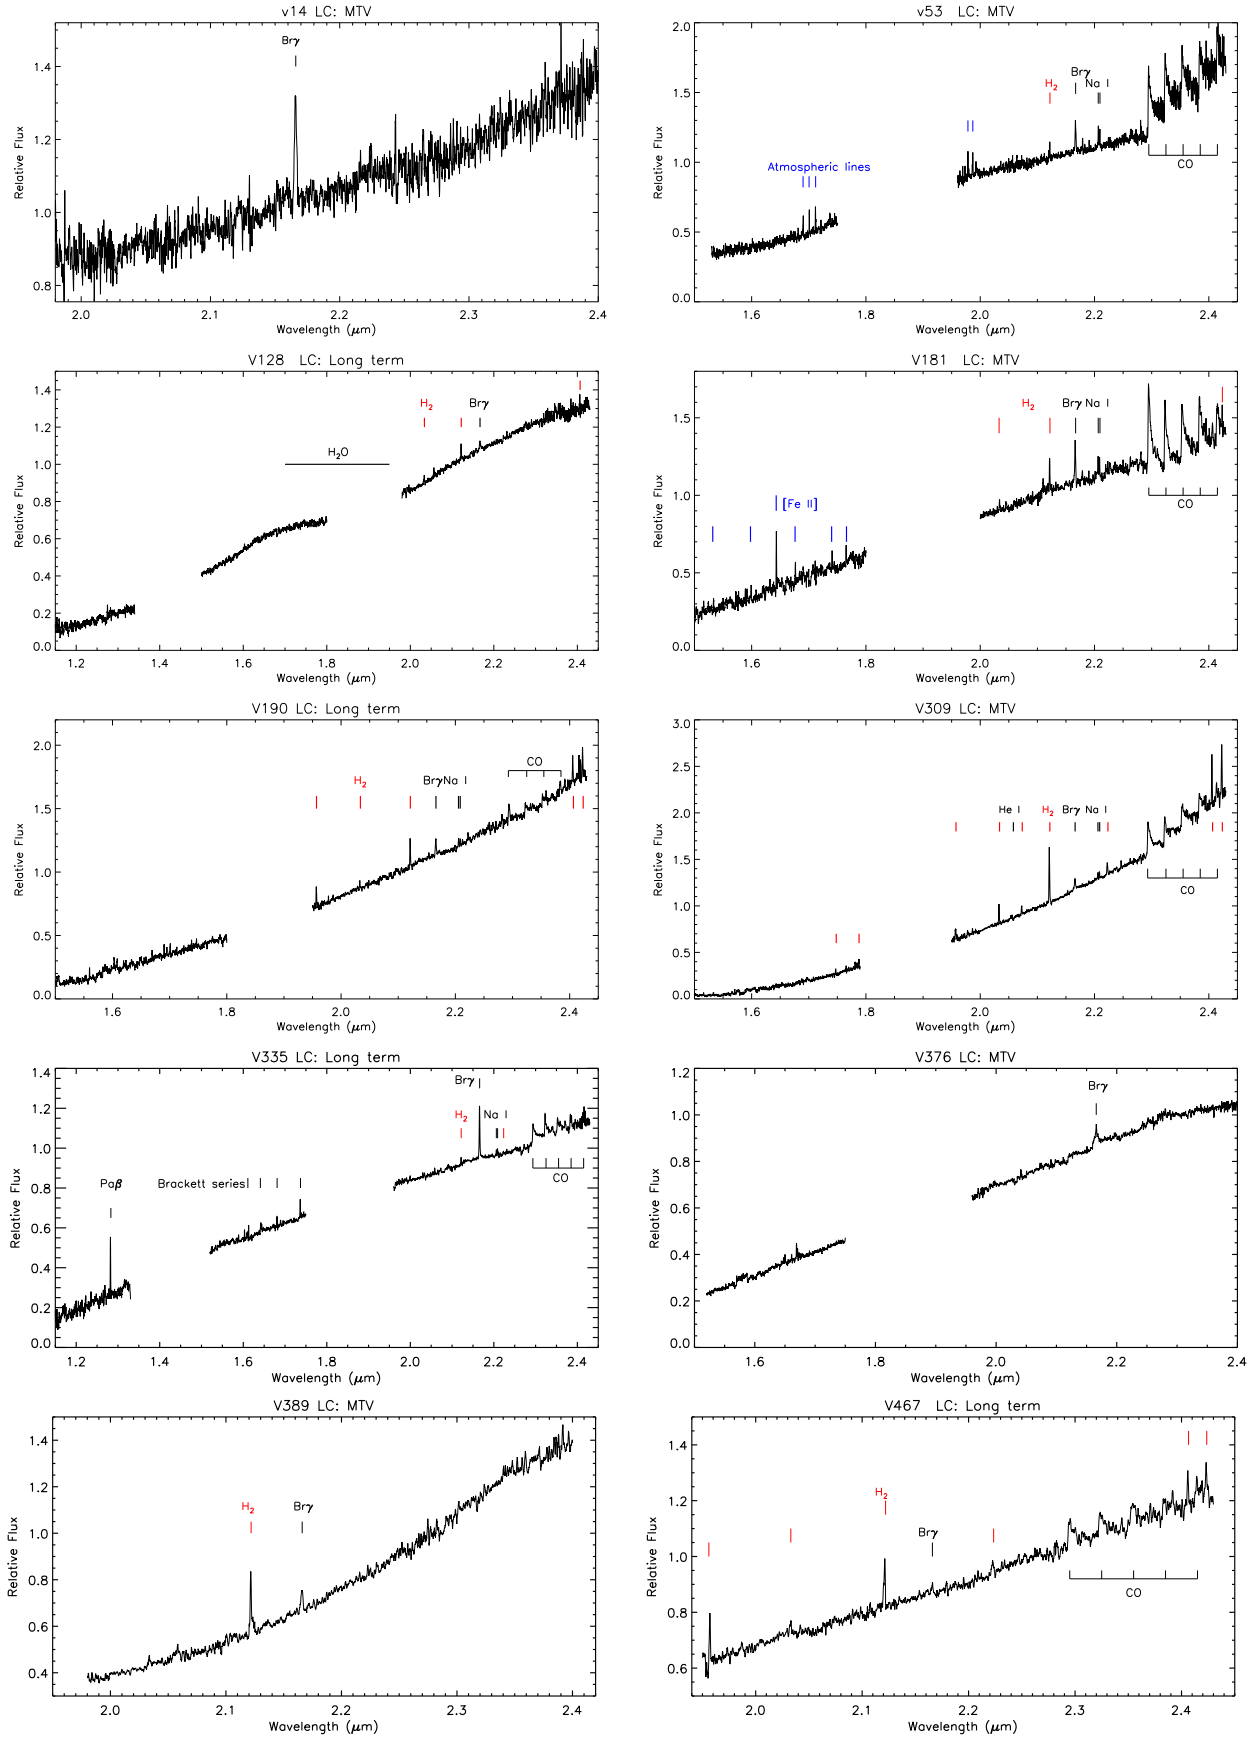 v14 LC: MTV
Brγ
Relative Flux
1.4
1.2
1.0
0.8
2.0 2.1 2.2 2.3 2.4
Wavelength (μm)
v53 LC: MTV
Brγ
H₂ Na I
Atmospheric lines
CO
Relative Flux
2.0
1.5
1.0
0.5
0.0
1.6 1.8 2.0 2.2 2.4
Wavelength (μm)
V128 LC: Long term
H₂ Brγ
H₂O
Relative Flux
1.4
1.2
1.0
0.8
0.6
0.4
0.2
0.0
1.2 1.4 1.6 1.8 2.0 2.2 2.4
Wavelength (μm)
V181 LC: MTV
H₂ Brγ Na I
[Fe II]
CO
Relative Flux
1.5
1.0
0.5
0.0
1.6 1.8 2.0 2.2 2.4
Wavelength (μm)
V190 LC: Long term
CO
H₂ Brγ Na I
Relative Flux
2.0
1.5
1.0
0.5
0.0
1.6 1.8 2.0 2.2 2.4
Wavelength (μm)
V309 LC: MTV
He I H₂ Brγ Na I
CO
Relative Flux
3.0
2.5
2.0
1.5
1.0
0.5
0.0
1.6 1.8 2.0 2.2 2.4
Wavelength (μm)
V335 LC: Long term
Brγ
H₂ Na I
CO
Paβ Brackett series
Relative Flux
1.4
1.2
1.0
0.8
0.6
0.4
0.2
0.0
1.2 1.4 1.6 1.8 2.0 2.2 2.4
Wavelength (μm)
V376 LC: MTV
Brγ
Relative Flux
1.2
1.0
0.8
0.6
0.4
0.2
0.0
1.6 1.8 2.0 2.2 2.4
Wavelength (μm)
V389 LC: MTV
H₂ Brγ
Relative Flux
1.4
1.2
1.0
0.8
0.6
0.4
2.0 2.1 2.2 2.3 2.4
Wavelength (μm)
V467 LC: Long term
H₂
Brγ
CO
Relative Flux
1.4
1.2
1.0
0.8
0.6
2.0 2.1 2.2 2.3 2.4
Wavelength (μm)